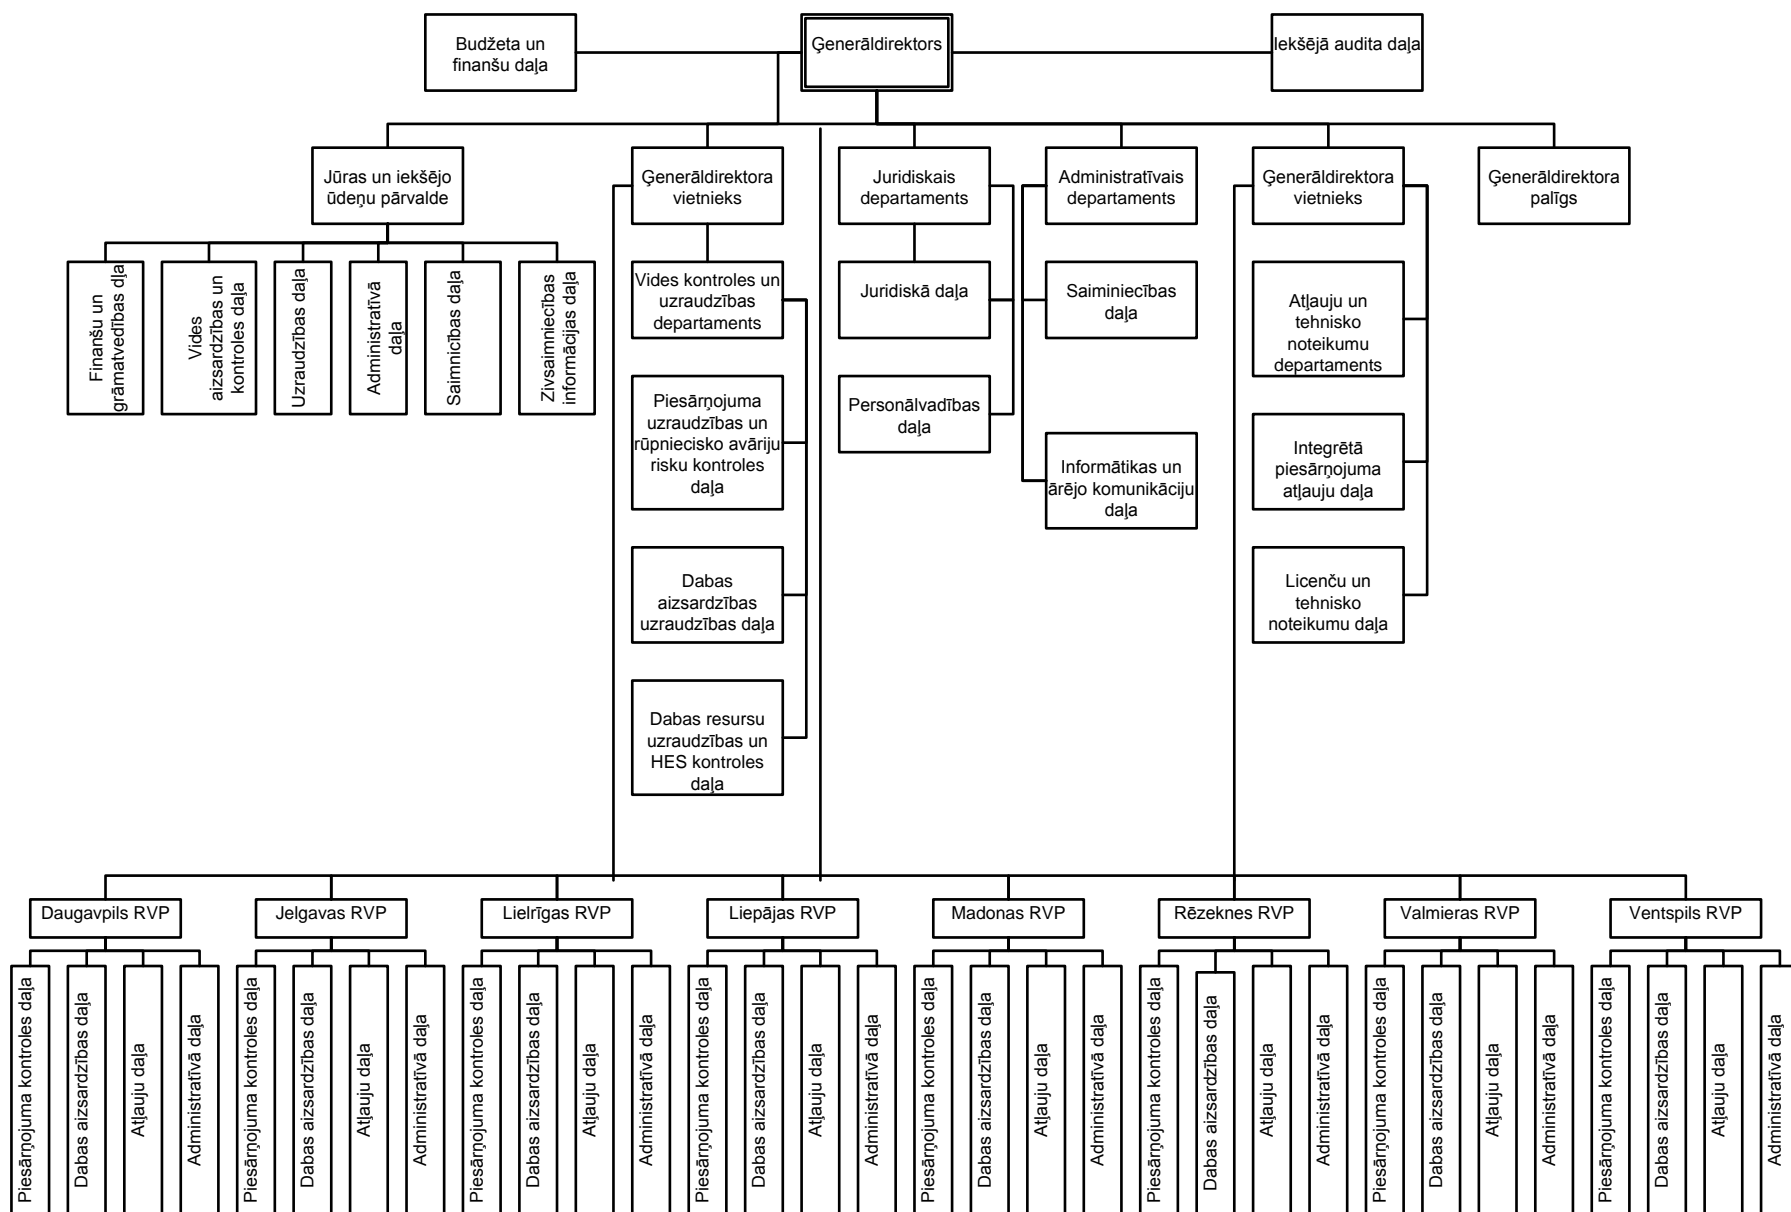 Budžeta un
finanšu daļa
Ģenerāldirektors
Iekšējā audita daļa
Jūras un iekšējo
ūdeņu pārvalde
Ģenerāldirektora
vietnieks
Juridiskais
departaments
Administratīvais
departaments
Ģenerāldirektora
vietnieks
Ģenerāldirektora
palīgs
Finanšu un
grāmatvedības dļla
Vides
aizsardzības un
kontroles daļa
Uzraudzības daļa
Administratīvā
daļa
Saimnicības daļa
Zivsaimniecības
informācijas daļa
Vides kontroles un
uzraudzības
departaments
Juridiskā daļa
Saiminiecības
daļa
Atļauju un
tehnisko
noteikumu
departaments
Piesārņojuma
uzraudzības un
rūpniecisko avāriju
risku kontroles
daļa
Personālvadības
daļa
Informātikas un
ārējo komunikāciju
daļa
Integrētā
piesārņojuma
atļauju daļa
Dabas
aizsardzības
uzraudzības daļa
Licenču un
tehnisko
noteikumu daļa
Dabas resursu
uzraudzības un
HES kontroles
daļa
Daugavpils RVP
Jelgavas RVP
Lielrīgas RVP
Liepājas RVP
Madonas RVP
Rēzeknes RVP
Valmieras RVP
Ventspils RVP
Piesārņojuma kontroles daļa
Dabas aizsardzības daļa
Atļauju daļa
Administratīvā daļa
Piesārņojuma kontroles daļa
Dabas aizsardzības daļa
Atļauju daļa
Administratīvā daļa
Piesārņojuma kontroles daļa
Dabas aizsardzības daļa
Atļauju daļa
Administratīvā daļa
Piesārņojuma kontroles daļa
Dabas aizsardzības daļa
Atļauju daļa
Administratīvā daļa
Piesārņojuma kontroles daļa
Dabas aizsardzības daļa
Atļauju daļa
Administratīvā daļa
Piesārņojuma kontroles daļa
Dabas aizsardzības daļa
Atļauju daļa
Administratīvā daļa
Piesārņojuma kontroles daļa
Dabas aizsardzības daļa
Atļauju daļa
Administratīvā daļa
Piesārņojuma kontroles daļa
Dabas aizsardzības daļa
Atļauju daļa
Administratīvā daļa